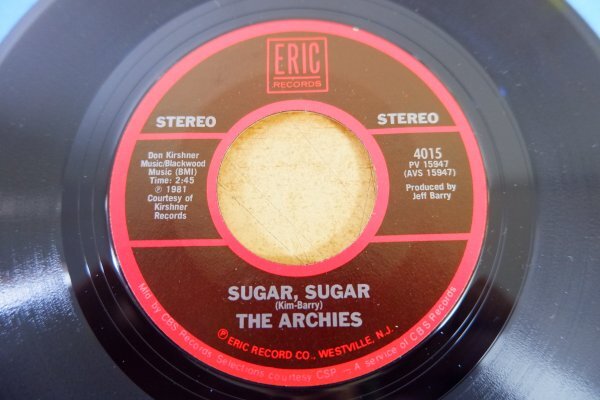 ERIC
RECORDS
STEREO
STEREO
Don Kirshner
Music/Blackwood
Music (BMI)
Time: 2:45
℗ 1981
Courtesy of
Kirshner
Records
4015
PV 15947
(AVS 15947)
Produced by
Jeff Barry
SUGAR, SUGAR
(Kim-Barry)
THE ARCHIES
℗ ERIC RECORD CO., WESTVILLE, N.J.
Mfd by CBS Records. Selections courtesy CSP – A service of CBS Records